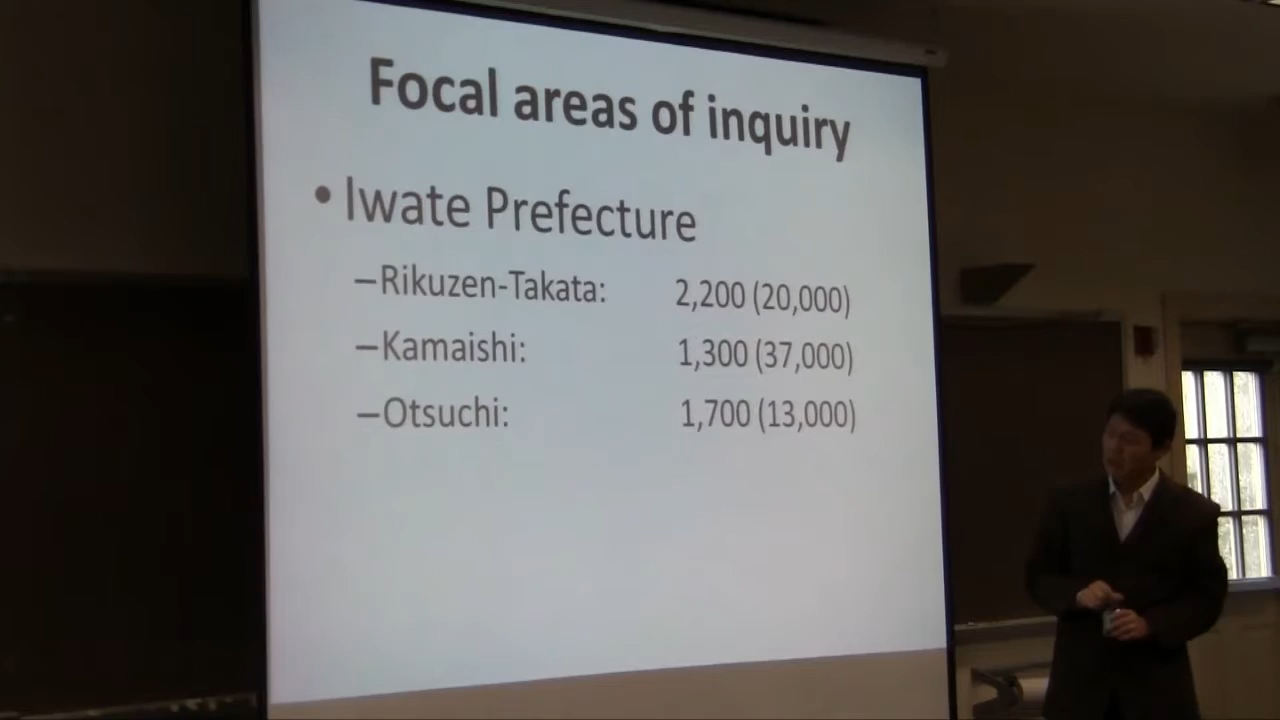 Focal areas of inquiry
• Iwate Prefecture
–Rikuzen-Takata: 2,200 (20,000)
–Kamaishi: 1,300 (37,000)
–Otsuchi: 1,700 (13,000)